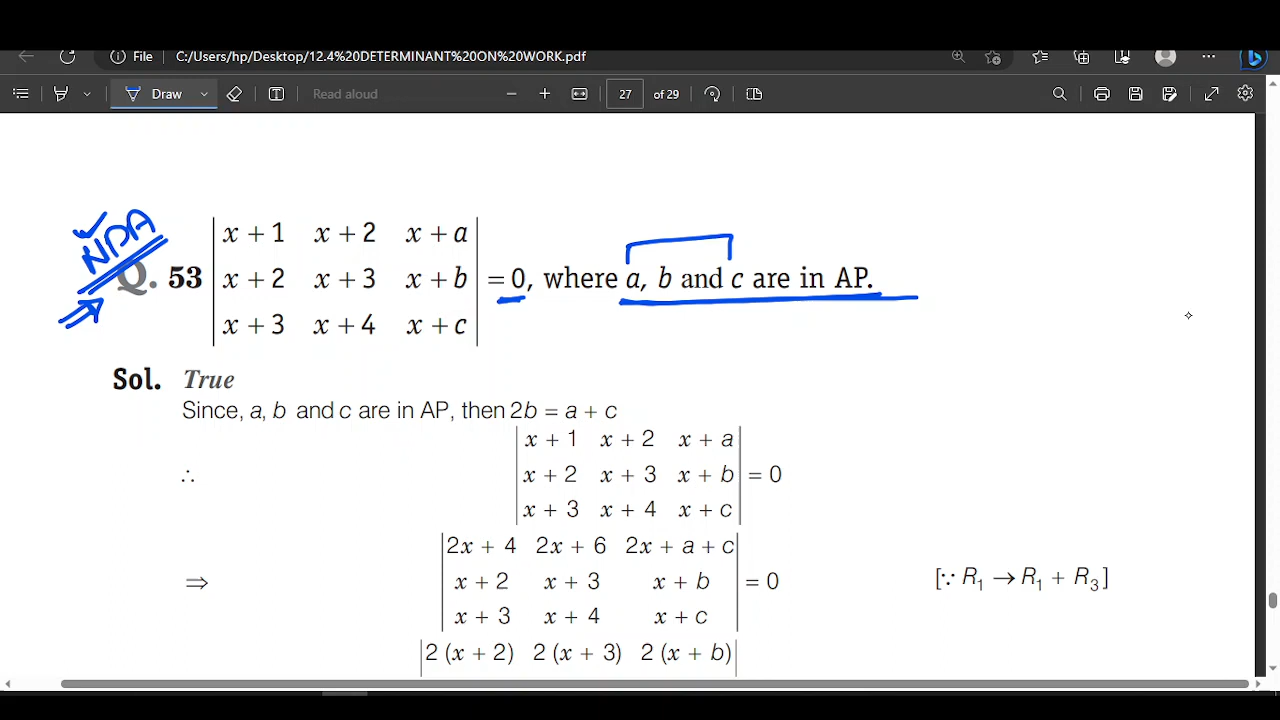 File C:/Users/hp/Desktop/12.4%20DETERMINANT%20ON%20WORK.pdf
Draw Read aloud 27 of 29
NDA
Q. 53 | x + 1 x + 2 x + a |
| x + 2 x + 3 x + b | = 0, where a, b and c are in AP.
| x + 3 x + 4 x + c |
Sol. True
Since, a, b and c are in AP, then 2b = a + c
| x + 1 x + 2 x + a |
∴ | x + 2 x + 3 x + b | = 0
| x + 3 x + 4 x + c |
| 2x + 4 2x + 6 2x + a + c |
⇒ | x + 2 x + 3 x + b | = 0 [∵ R₁ → R₁ + R₃]
| x + 3 x + 4 x + c |
| 2 (x + 2) 2 (x + 3) 2 (x + b) |